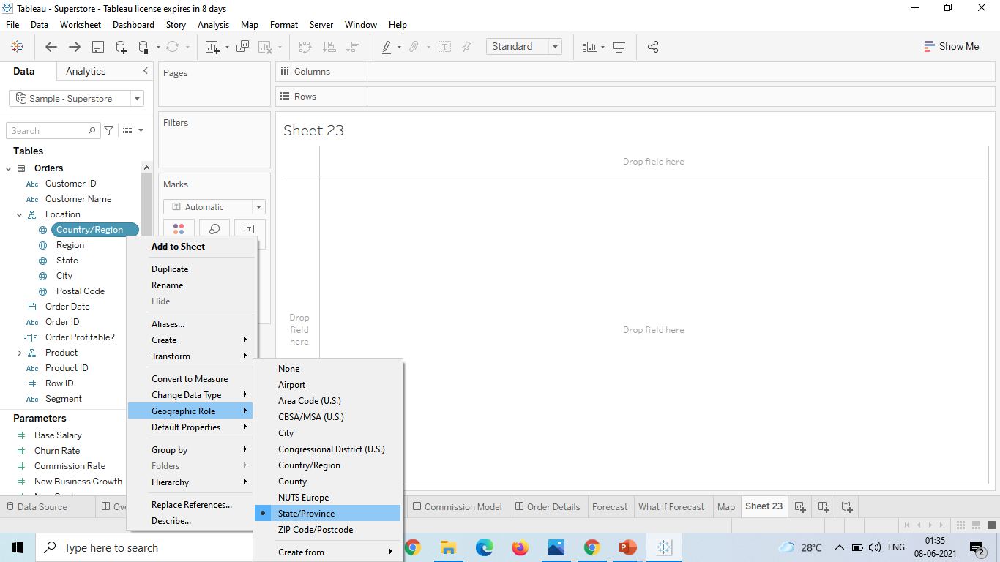 Tableau - Superstore - Tableau license expires in 8 days
File Data Worksheet Dashboard Story Analysis Map Format Server Window Help
Standard
Show Me
Data Analytics
Pages
Columns
Sample - Superstore
Rows
Search
Filters
Sheet 23
Tables
Drop field here
Orders
Abc Customer ID
Abc Customer Name
Marks
Automatic
Location
Country/Region
Region
State
City
Postal Code
Order Date
Abc Order ID
=T|F Order Profitable?
Product
Abc Product ID
# Row ID
Abc Segment
Add to Sheet
Duplicate
Rename
Hide
Aliases...
Create
Transform
Convert to Measure
Change Data Type
Geographic Role
Default Properties
Group by
Folders
Hierarchy
Replace References...
Describe...
None
Airport
Area Code (U.S.)
CBSA/MSA (U.S.)
City
Congressional District (U.S.)
Country/Region
County
NUTS Europe
State/Province
ZIP Code/Postcode
Create from
Drop
field
here
Drop field here
Parameters
# Base Salary
# Churn Rate
# Commission Rate
# New Business Growth
Data Source
Commission Model Order Details Forecast What If Forecast Map Sheet 23
Type here to search
28°C ENG 01:35
08-06-2021
2